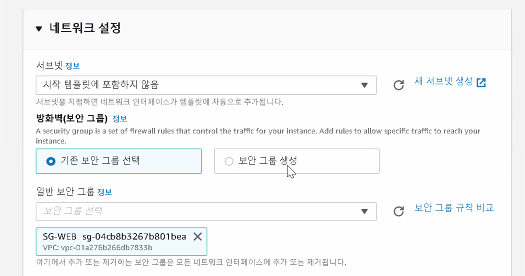 네트워크 설정
서브넷 정보
시작 템플릿에 포함하지 않음
새 서브넷 생성
서브넷을 지정하면 네트워크 인터페이스가 템플릿에 자동으로 추가됩니다.
방화벽(보안 그룹) 정보
A security group is a set of firewall rules that control the traffic for your instance. Add rules to allow specific traffic to reach your
instance.
기존 보안 그룹 선택
보안 그룹 생성
일반 보안 그룹 정보
보안 그룹 선택
보안 그룹 규칙 비교
SG-WEB sg-04cb8b3267b801bea
VPC: vpc-01a276b266db7833b
여기에서 추가 또는 제거하는 보안 그룹은 모든 네트워크 인터페이스에 추가 또는 제거됩니다.